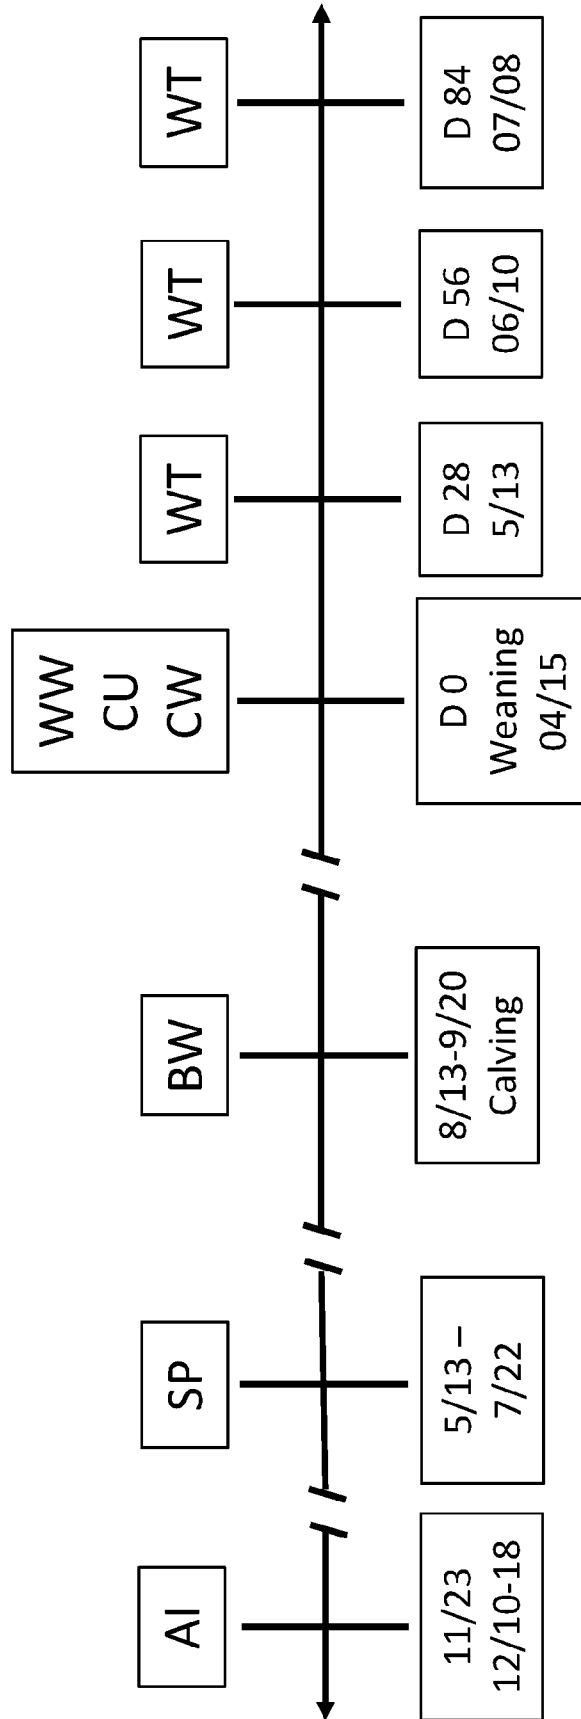 AI
SP
BW
WW
CU
CW
WT
WT
WT
11/23
12/10-18
5/13 –
7/22
8/13-9/20
Calving
D 0
Weaning
04/15
D 28
5/13
D 56
06/10
D 84
07/08